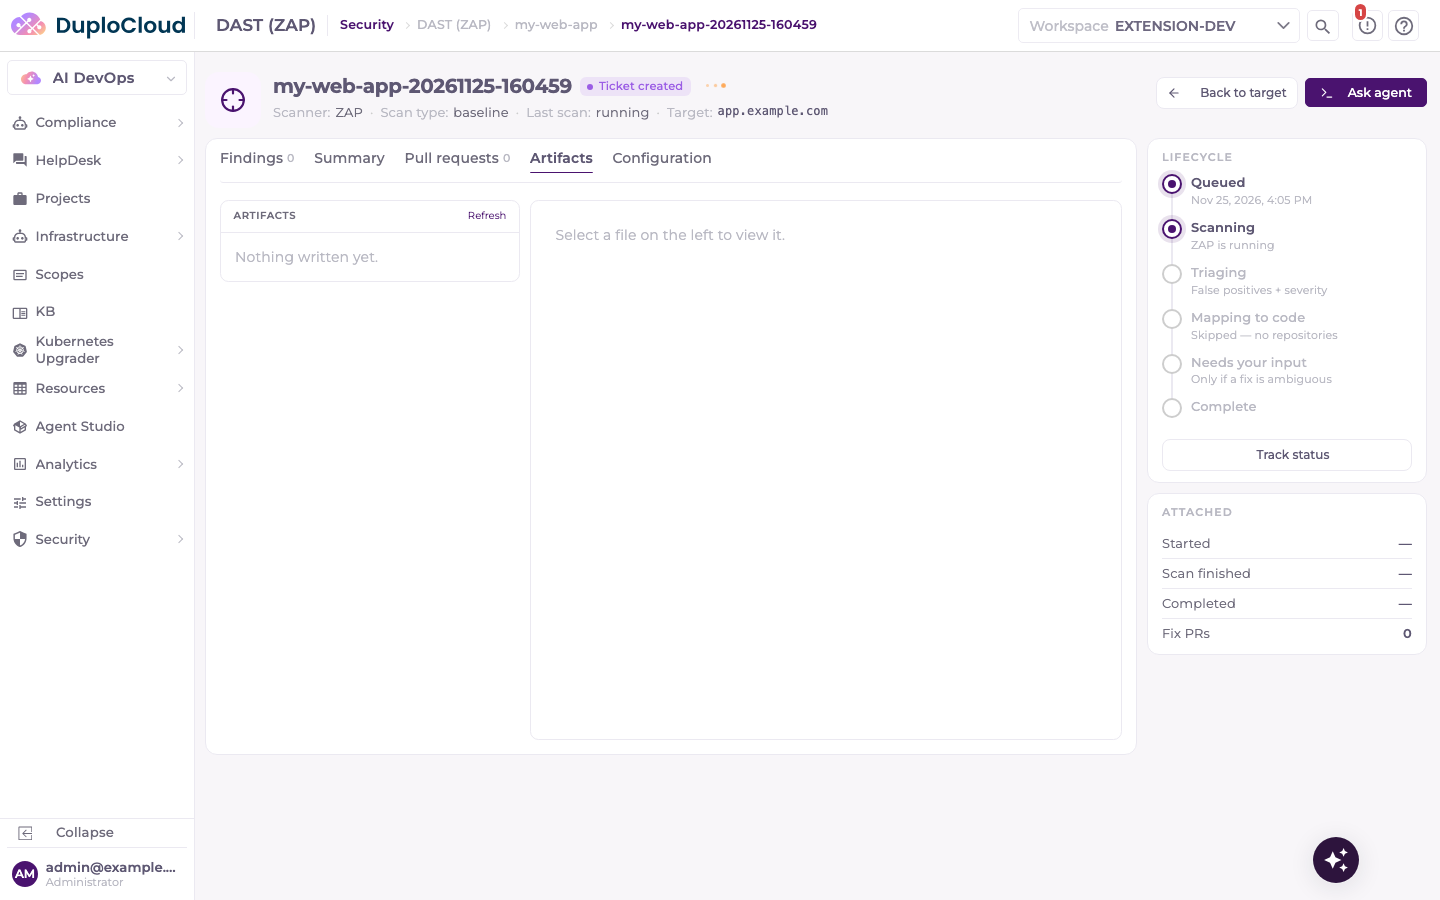 DuploCloud
DAST (ZAP)
Security
DAST (ZAP)
my-web-app
my-web-app-20261125-160459
Workspace EXTENSION-DEV
1
AI DevOps
Compliance
HelpDesk
Projects
Infrastructure
Scopes
KB
Kubernetes
Upgrader
Resources
Agent Studio
Analytics
Settings
Security
Collapse
AM
admin@example....
Administrator
my-web-app-20261125-160459
Ticket created
Scanner: ZAP · Scan type: baseline · Last scan: running · Target: app.example.com
Back to target
Ask agent
Findings 0
Summary
Pull requests 0
Artifacts
Configuration
ARTIFACTS
Refresh
Nothing written yet.
Select a file on the left to view it.
LIFECYCLE
Queued
Nov 25, 2026, 4:05 PM
Scanning
ZAP is running
Triaging
False positives + severity
Mapping to code
Skipped — no repositories
Needs your input
Only if a fix is ambiguous
Complete
Track status
ATTACHED
Started —
Scan finished —
Completed —
Fix PRs 0